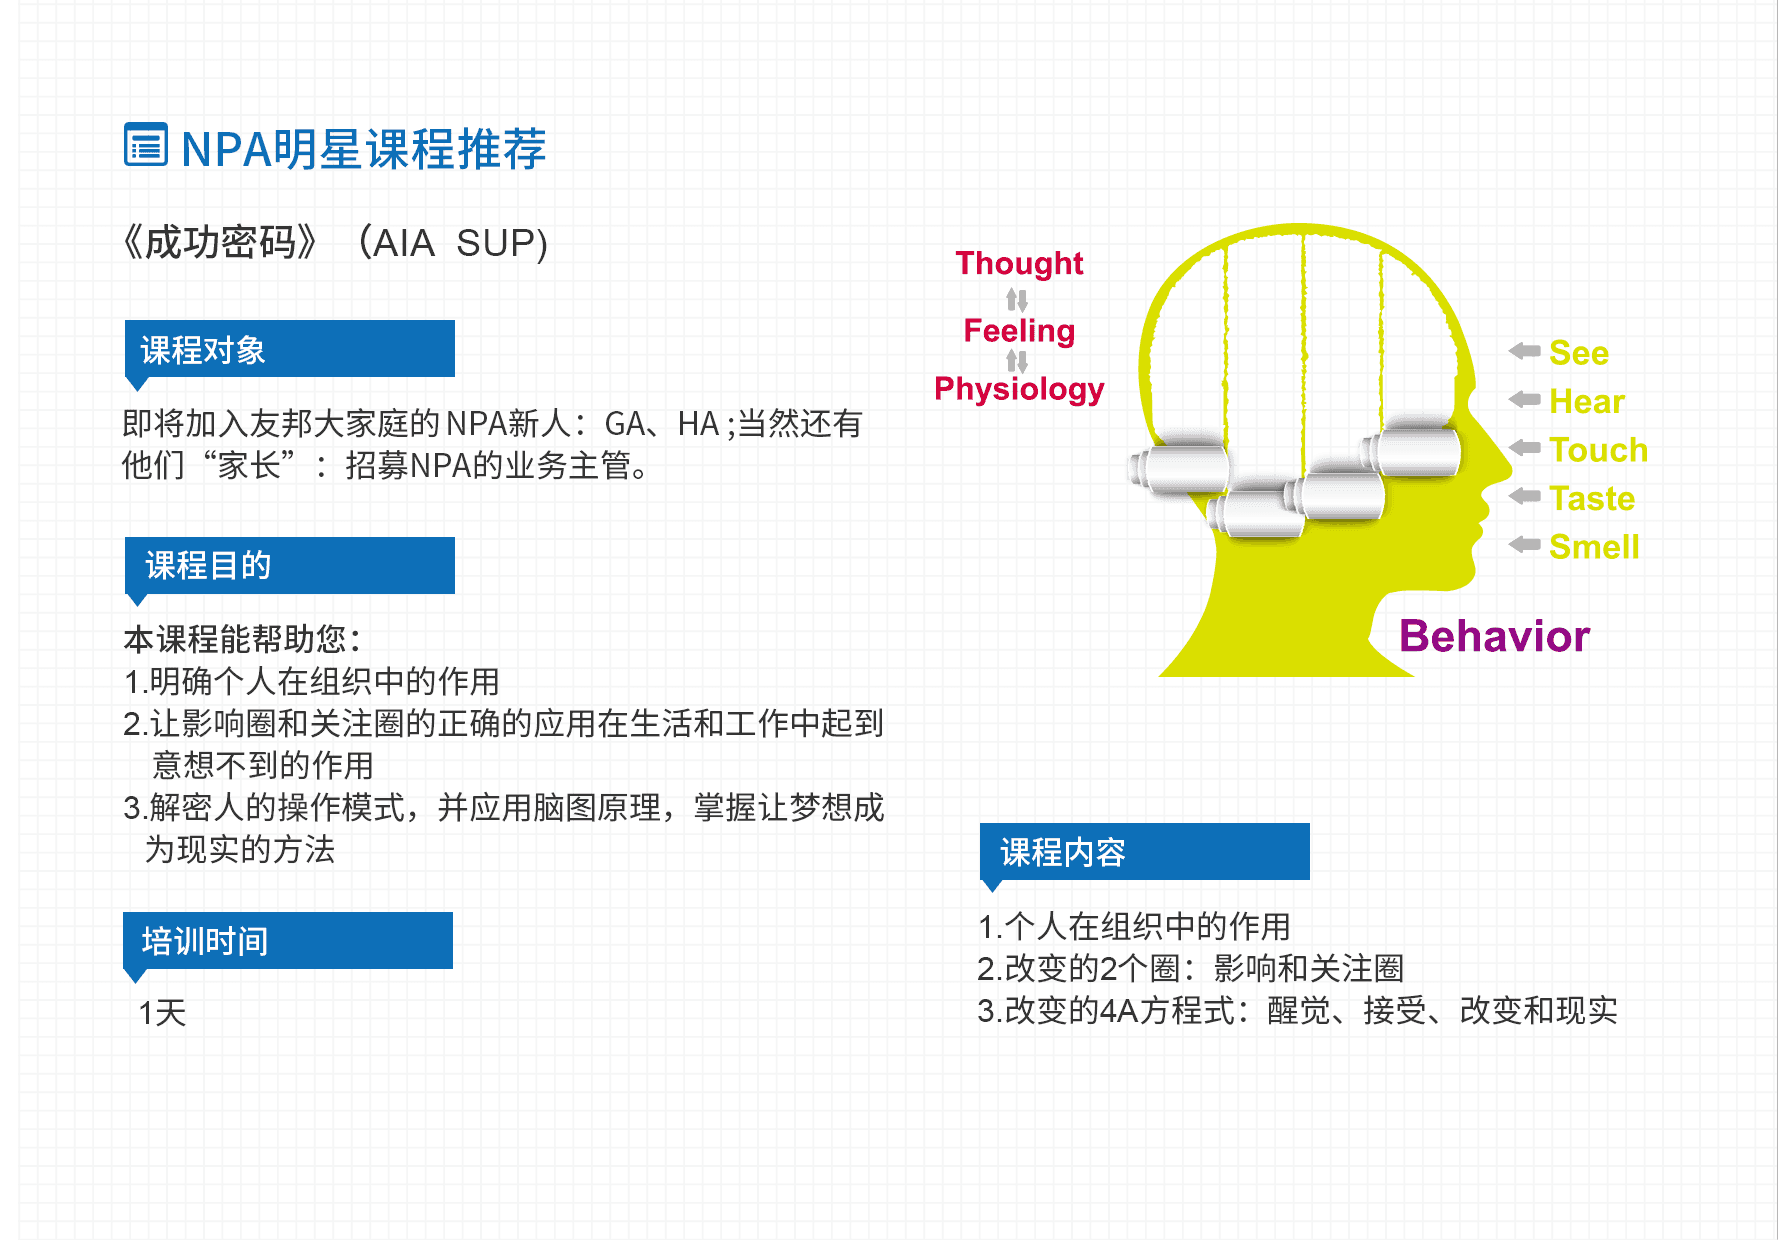 NPA明星课程推荐
《成功密码》（AIA SUP)
课程对象
即将加入友邦大家庭的NPA新人：GA、HA ;当然还有
他们“家长”：招募NPA的业务主管。
课程目的
本课程能帮助您：
1.明确个人在组织中的作用
2.让影响圈和关注圈的正确的应用在生活和工作中起到
意想不到的作用
3.解密人的操作模式，并应用脑图原理，掌握让梦想成
为现实的方法
培训时间
1天
Thought
Feeling
Physiology
See
Hear
Touch
Taste
Smell
Behavior
课程内容
1.个人在组织中的作用
2.改变的2个圈：影响和关注圈
3.改变的4A方程式：醒觉、接受、改变和现实